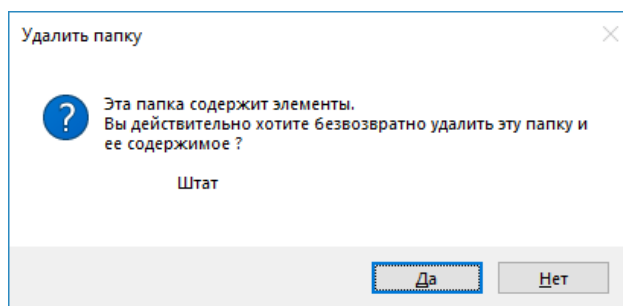 Удалить папку
Эта папка содержит элементы.
Вы действительно хотите безвозвратно удалить эту папку и
ее содержимое ?
Штат
Да
Нет